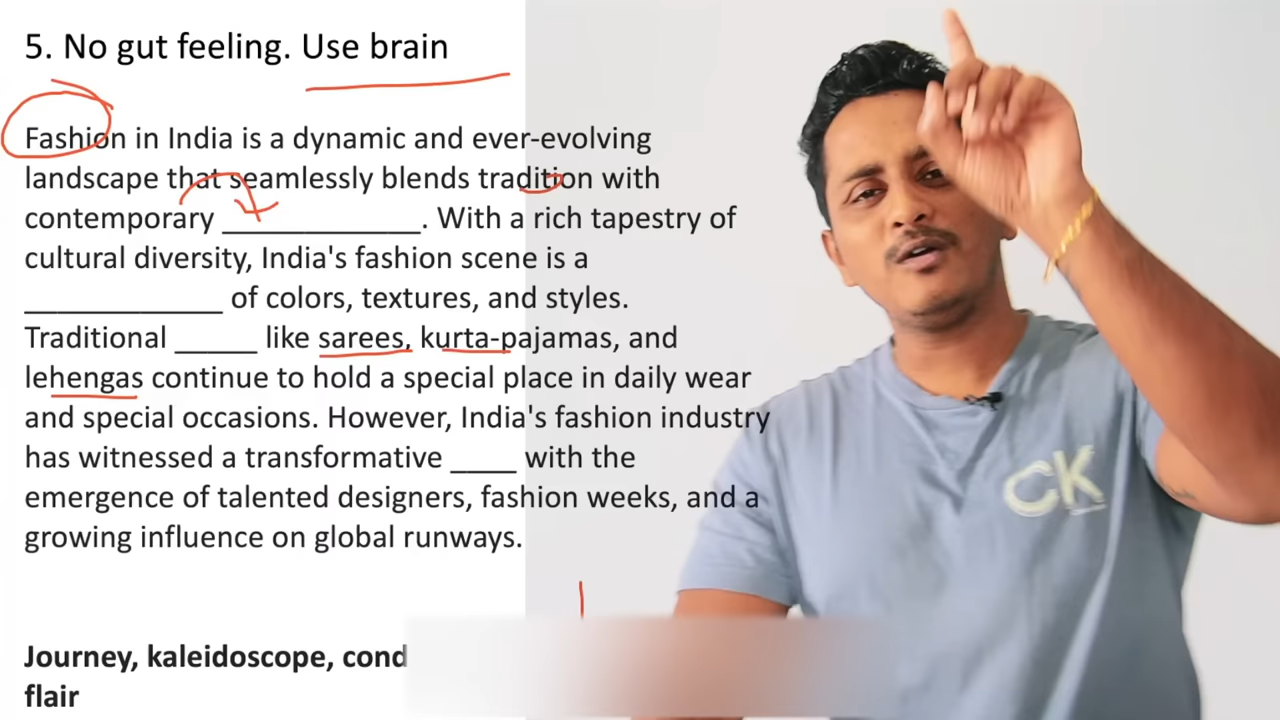 5. No gut feeling. Use brain
Fashion in India is a dynamic and ever-evolving
landscape that seamlessly blends tradition with
contemporary _____________. With a rich tapestry of
cultural diversity, India's fashion scene is a
_____________ of colors, textures, and styles.
Traditional _____ like sarees, kurta-pajamas, and
lehengas continue to hold a special place in daily wear
and special occasions. However, India's fashion industry
has witnessed a transformative ____ with the
emergence of talented designers, fashion weeks, and a
growing influence on global runways.
Journey, kaleidoscope, cond
flair
CK